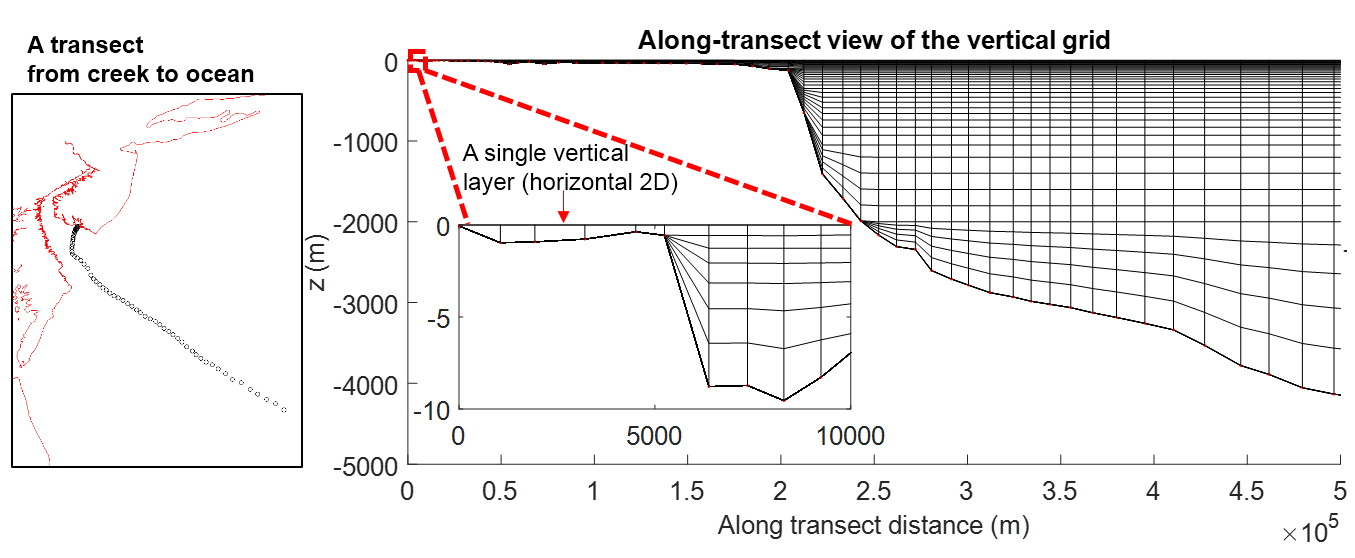 A transect
from creek to ocean
Along-transect view of the vertical grid
0
-1000
-2000
-3000
-4000
-5000
z (m)
A single vertical
layer (horizontal 2D)
0
-5
-10
0 5000 10000
0 0.5 1 1.5 2 2.5 3 3.5 4 4.5 5
Along transect distance (m)
×10⁵